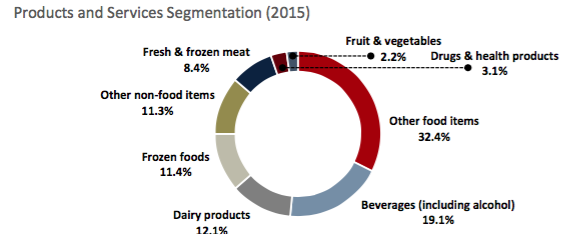 Products and Services Segmentation (2015)
Fruit & vegetables
2.2%
Drugs & health products
3.1%
Fresh & frozen meat
8.4%
Other non-food items
11.3%
Other food items
32.4%
Frozen foods
11.4%
Beverages (including alcohol)
19.1%
Dairy products
12.1%